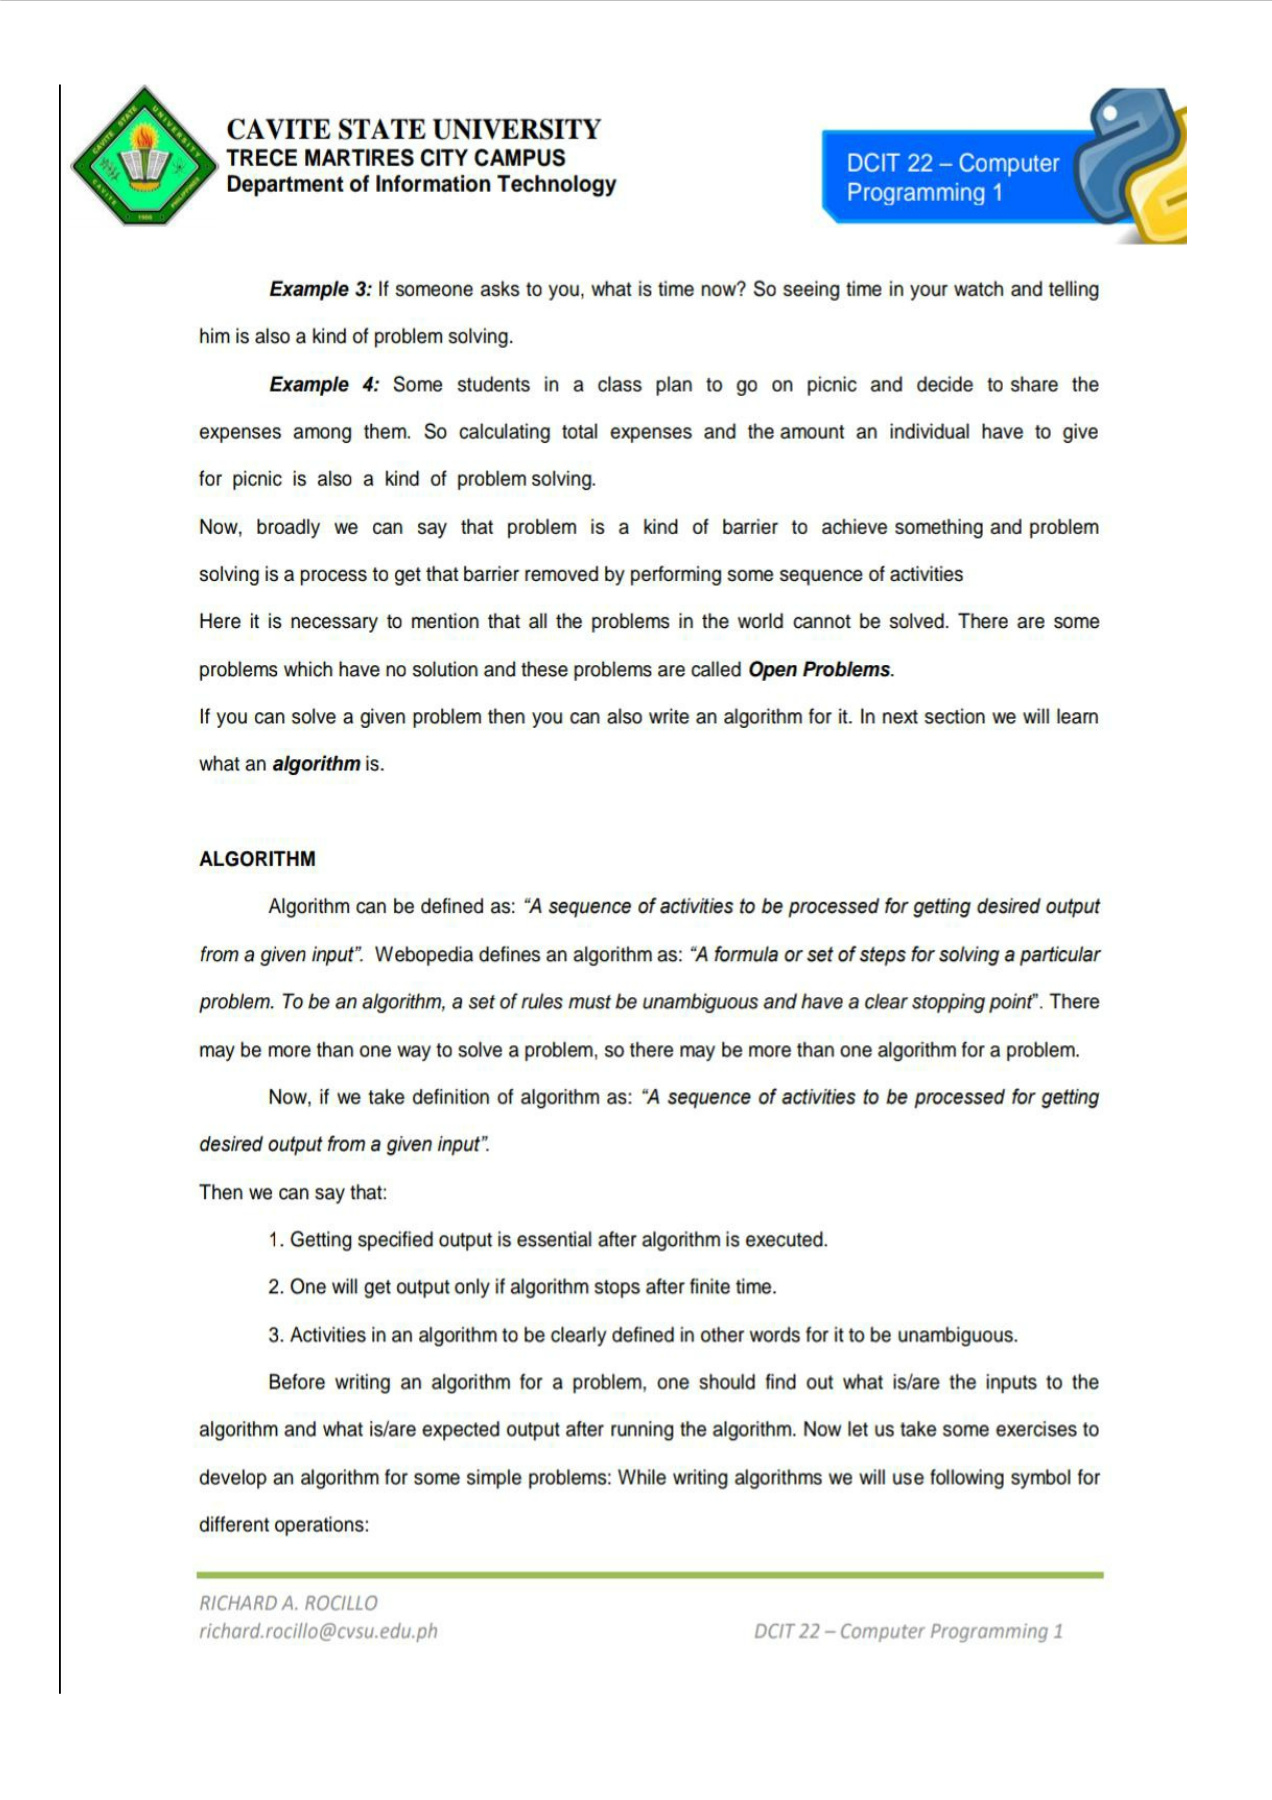 CAVITE STATE UNIVERSITY
TRECE MARTIRES CITY CAMPUS
Department of Information Technology
CAVITE STATE UNIVERSITY
CAVITE
PHILIPPINES
1906
DCIT 22 – Computer
Programming 1
Example 3: If someone asks to you, what is time now? So seeing time in your watch and telling
him is also a kind of problem solving.
Example 4: Some students in a class plan to go on picnic and decide to share the
expenses among them. So calculating total expenses and the amount an individual have to give
for picnic is also a kind of problem solving.
Now, broadly we can say that problem is a kind of barrier to achieve something and problem
solving is a process to get that barrier removed by performing some sequence of activities
Here it is necessary to mention that all the problems in the world cannot be solved. There are some
problems which have no solution and these problems are called Open Problems.
If you can solve a given problem then you can also write an algorithm for it. In next section we will learn
what an algorithm is.
ALGORITHM
Algorithm can be defined as: “A sequence of activities to be processed for getting desired output
from a given input”. Webopedia defines an algorithm as: “A formula or set of steps for solving a particular
problem. To be an algorithm, a set of rules must be unambiguous and have a clear stopping point”. There
may be more than one way to solve a problem, so there may be more than one algorithm for a problem.
Now, if we take definition of algorithm as: “A sequence of activities to be processed for getting
desired output from a given input”.
Then we can say that:
1. Getting specified output is essential after algorithm is executed.
2. One will get output only if algorithm stops after finite time.
3. Activities in an algorithm to be clearly defined in other words for it to be unambiguous.
Before writing an algorithm for a problem, one should find out what is/are the inputs to the
algorithm and what is/are expected output after running the algorithm. Now let us take some exercises to
develop an algorithm for some simple problems: While writing algorithms we will use following symbol for
different operations:
RICHARD A. ROCILLO
richard.rocillo@cvsu.edu.ph
DCIT 22 – Computer Programming 1